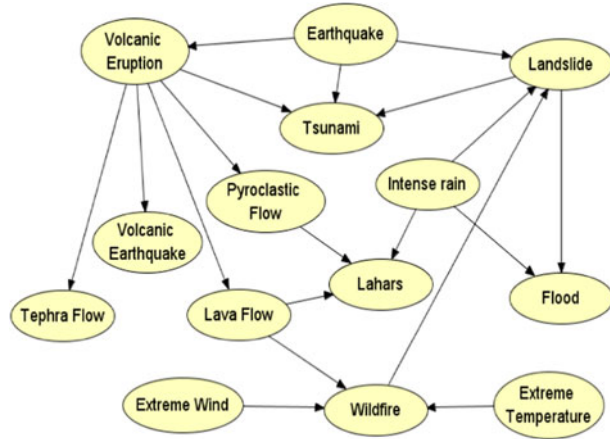 Earthquake
Volcanic
Eruption
Landslide
Tsunami
Pyroclastic
Flow
Intense rain
Volcanic
Earthquake
Lahars
Tephra Flow
Lava Flow
Flood
Extreme Wind
Wildfire
Extreme
Temperature